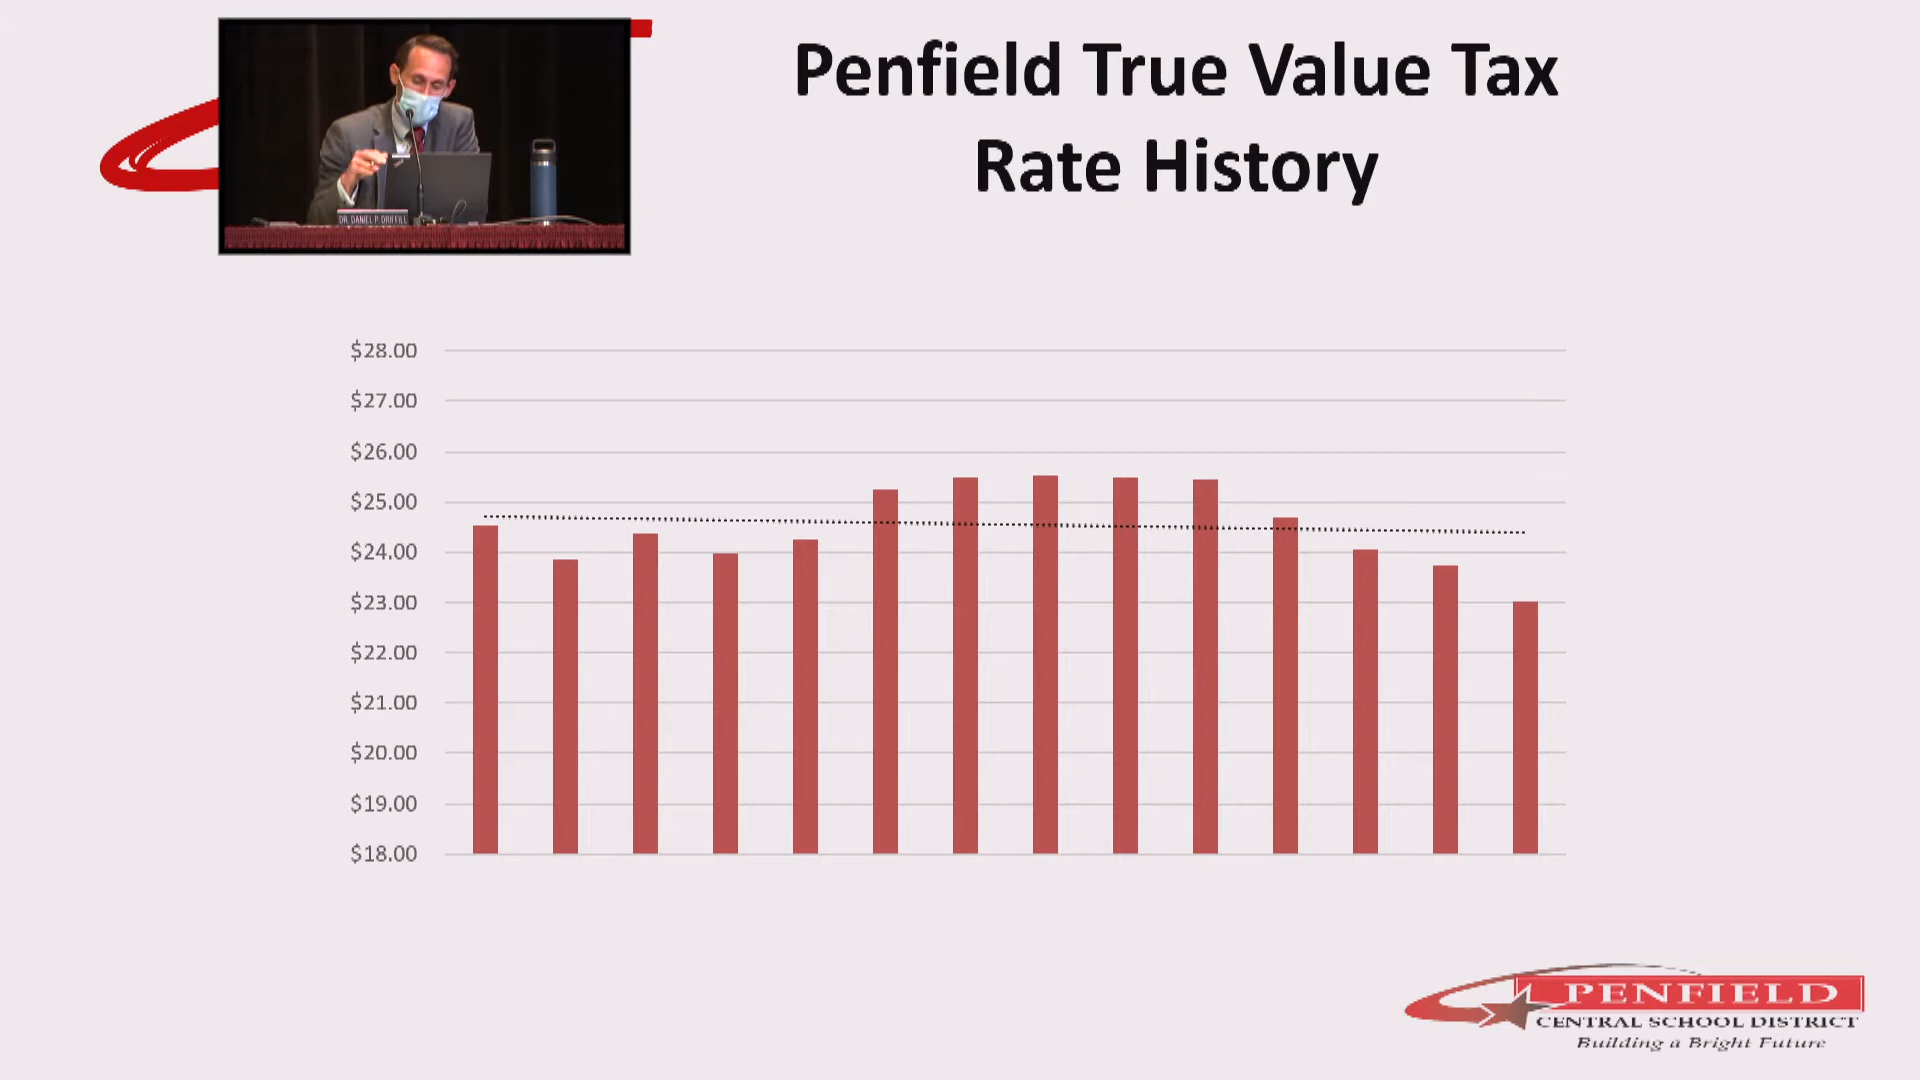 Penfield True Value Tax
Rate History
DR. DANIEL P. DRIFFILL
$28.00
$27.00
$26.00
$25.00
$24.00
$23.00
$22.00
$21.00
$20.00
$19.00
$18.00
PENFIELD
CENTRAL SCHOOL DISTRICT
Building a Bright Future